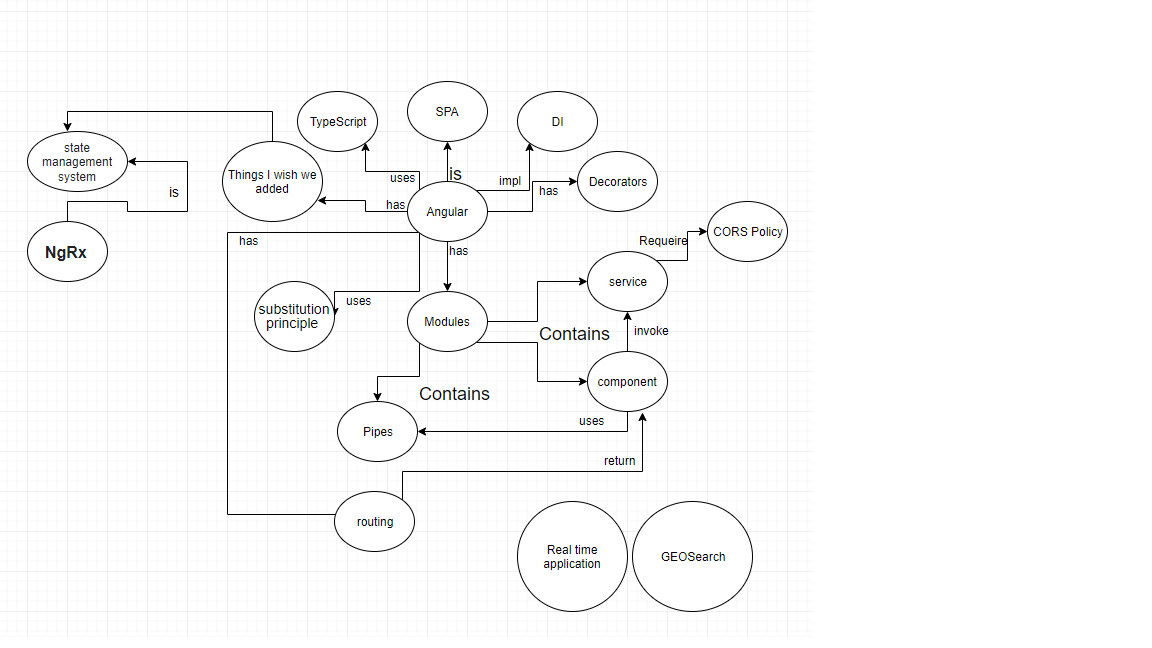 SPA
TypeScript
DI
state
management
system
Things I wish we
added
is
uses
impl
Decorators
has
is
has
Angular
CORS Policy
has
has
Requeire
NgRx
service
uses
substitution
principle
Modules
Contains
invoke
component
Contains
uses
Pipes
return
routing
Real time
application
GEOSearch